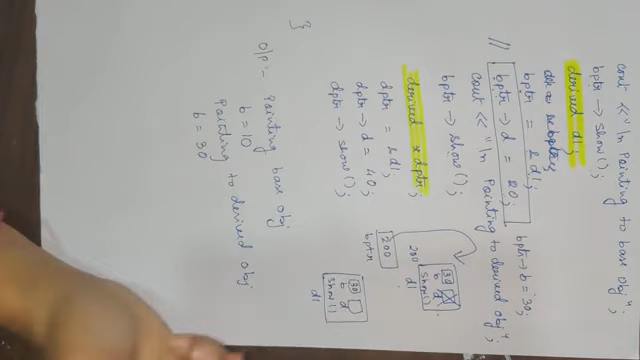 cout << "\n Pointing to base obj";
bptr → show();
derived d1;
bptr = &d1;
// bptr → d = 20; bptr → b = 30;
cout << "\n Pointing to derived obj";
bptr → show();
derived *dptr;
dptr = &d1;
dptr → d = 40;
dptr → show();
}
o/p:- Pointing base obj
b = 10
Pointing to derived obj
b = 30
200
bptr
200
30
b d
show()
d1
30
b d
show()
d1